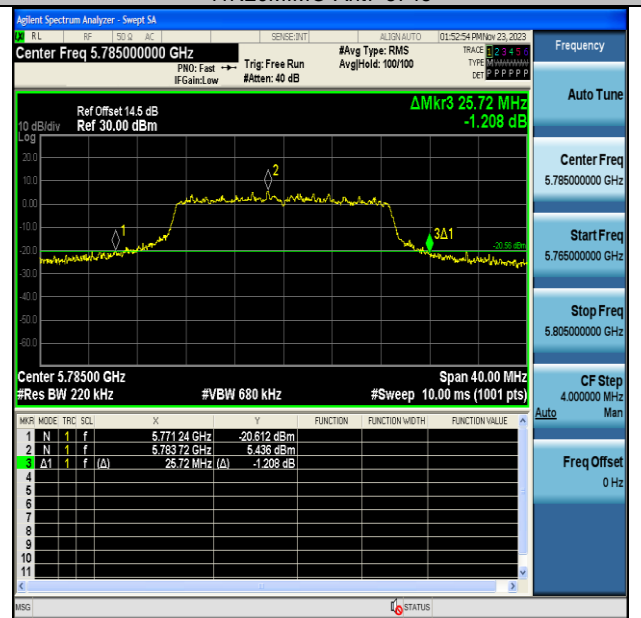 Agilent Spectrum Analyzer - Swept SA
RL RF 50 Ω AC SENSE:INT ALIGN AUTO 01:52:54 PM Nov 23, 2023
Center Freq 5.785000000 GHz
PNO: Fast
IFGain:Low
Trig: Free Run
#Atten: 40 dB
#Avg Type: RMS
Avg|Hold: 100/100
TRACE 1 2 3 4 5 6
TYPE M
DET P P P P P P
Frequency
Auto Tune
Center Freq
5.785000000 GHz
Start Freq
5.765000000 GHz
Stop Freq
5.805000000 GHz
CF Step
4.000000 MHz
Auto Man
Freq Offset
0 Hz
ΔMkr3 25.72 MHz
-1.208 dB
Ref Offset 14.5 dB
10 dB/div Ref 30.00 dBm
Log
20.0
10.0
0.00
-10.0
-20.0
-30.0
-40.0
-50.0
-60.0
1
2
3Δ1
-20.56 dBm
Center 5.78500 GHz Span 40.00 MHz
#Res BW 220 kHz #VBW 680 kHz #Sweep 10.00 ms (1001 pts)
MKR MODE TRC SCL X Y FUNCTION FUNCTION WIDTH FUNCTION VALUE
1 N 1 f 5.771 24 GHz -20.612 dBm
2 N 1 f 5.783 72 GHz 5.436 dBm
3 Δ1 1 f (Δ) 25.72 MHz (Δ) -1.208 dB
4
5
6
7
8
9
10
11
MSG STATUS